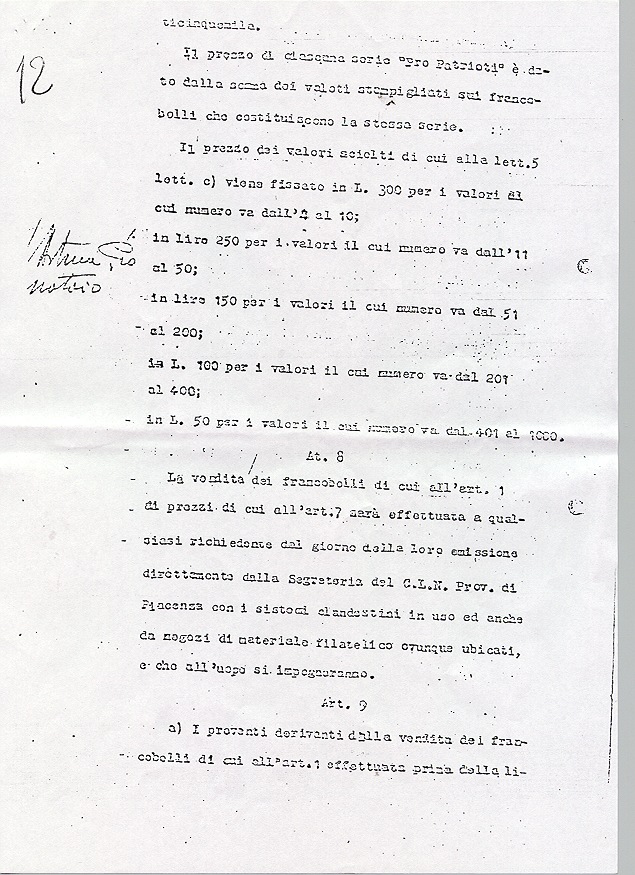 ticinquemila.
12
Il prezzo di ciascuna serie "Pro Patrioti" è da-
to dalla somma dei valoti stampigliati sui franco-
bolli che costituiscono la stessa serie.
Il prezzo dei valori sciolti di cui alla lett.5
lett. c) viene fissato in L. 300 per i valori il
cui numero va dall'1 al 10;
in lire 250 per i valori il cui numero va dall'11
al 50;
notaio
in lire 150 per i valori il cui numero va dal 51
al 200;
in L. 100 per i valori il cui numero va dal 201
al 400;
in L. 50 per i valori il cui numero va dal 401 al 1000.
At. 8
La vendita dei francobolli di cui all'art. 1
di prezzi di cui all'art.7 sarà effettuata a qual-
siasi richiedente dal giorno della loro emissione
direttamente dalla Segreteria del C.L.N. Prov. di
Piacenza con i sistemi clandestini in uso ed anche
da negozi di materiale filatelico ovunque ubicati,
e che all'uopo si impegneranno.
Art. 9
a) I proventi derivanti dalla vendita dei fran-
cobolli di cui all'art.1 effettuata prima della li-